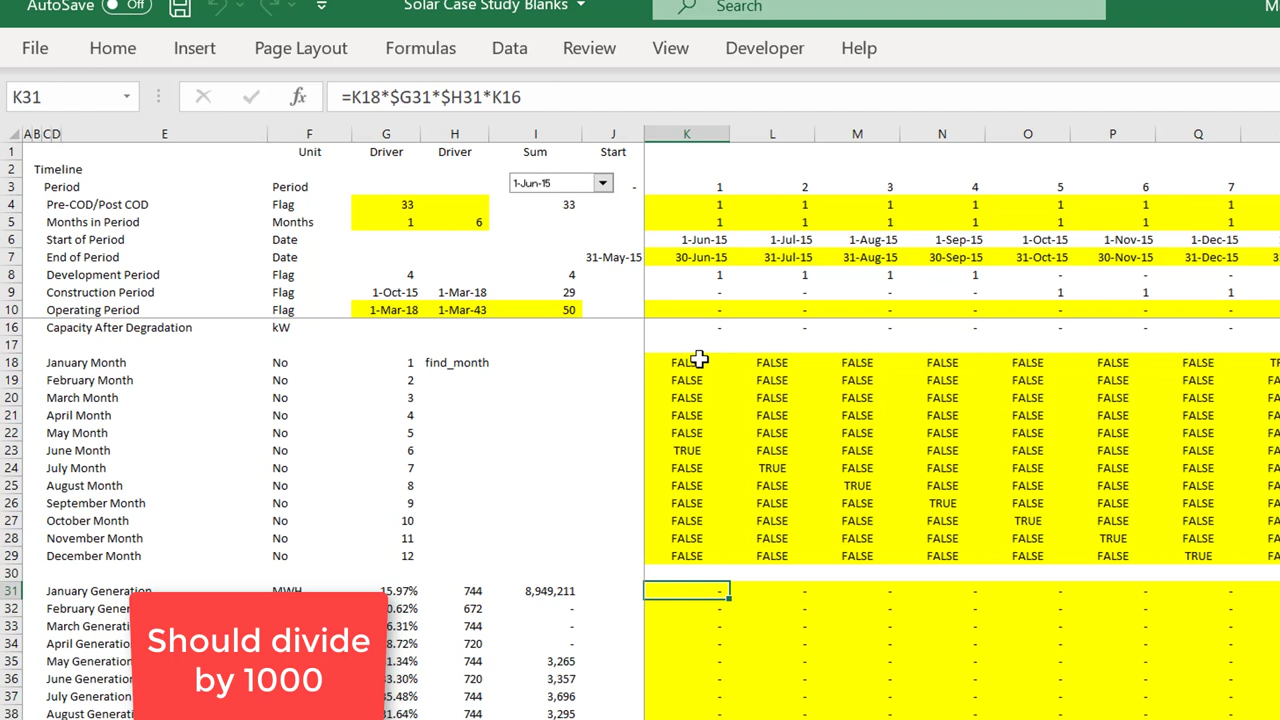 AutoSave Off Solar Case Study Blanks Search
File Home Insert Page Layout Formulas Data Review View Developer Help
K31 fx =K18*$G31*$H31*K16
E F G H I J K L M N O P Q
1 Unit Driver Driver Sum Start
2 Timeline
3 Period Period 1-Jun-15 - 1 2 3 4 5 6 7
4 Pre-COD/Post COD Flag 33 33 1 1 1 1 1 1 1
5 Months in Period Months 1 6 1 1 1 1 1 1 1
6 Start of Period Date 1-Jun-15 1-Jul-15 1-Aug-15 1-Sep-15 1-Oct-15 1-Nov-15 1-Dec-15
7 End of Period Date 31-May-15 30-Jun-15 31-Jul-15 31-Aug-15 30-Sep-15 31-Oct-15 30-Nov-15 31-Dec-15
8 Development Period Flag 4 4 1 1 1 1 - - -
9 Construction Period Flag 1-Oct-15 1-Mar-18 29 - - - - 1 1 1
10 Operating Period Flag 1-Mar-18 1-Mar-43 50 - - - - - - -
16 Capacity After Degradation kW - - - - - - -
17
18 January Month No 1 find_month FALSE FALSE FALSE FALSE FALSE FALSE
19 February Month No 2 FALSE FALSE FALSE FALSE FALSE FALSE FALSE
20 March Month No 3 FALSE FALSE FALSE FALSE FALSE FALSE FALSE
21 April Month No 4 FALSE FALSE FALSE FALSE FALSE FALSE FALSE
22 May Month No 5 FALSE FALSE FALSE FALSE FALSE FALSE FALSE
23 June Month No 6 TRUE FALSE FALSE FALSE FALSE FALSE FALSE
24 July Month No 7 FALSE TRUE FALSE FALSE FALSE FALSE FALSE
25 August Month No 8 FALSE FALSE TRUE FALSE FALSE FALSE FALSE
26 September Month No 9 FALSE FALSE FALSE TRUE FALSE FALSE FALSE
27 October Month No 10 FALSE FALSE FALSE FALSE TRUE FALSE FALSE
28 November Month No 11 FALSE FALSE FALSE FALSE FALSE TRUE FALSE
29 December Month No 12 FALSE FALSE FALSE FALSE FALSE FALSE TRUE
30
31 January Generation MWH 15.97% 744 8,949,211 - - - - - - -
32 February 672 - - - - - - - -
33 March 744 - - - - - - - -
34 April 720 - - - - - - - -
35 May 744 3,265 - - - - - - -
36 June 720 3,357 - - - - - - -
37 July 744 3,696 - - - - - - -
38 August 744 3,295 - - - - - - -
Should divide
by 1000